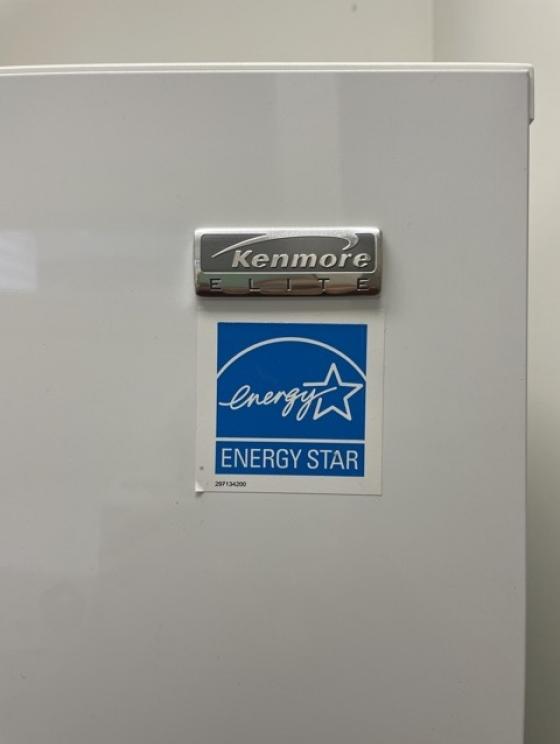 Kenmore
ELITE
energy
ENERGY STAR
297134200